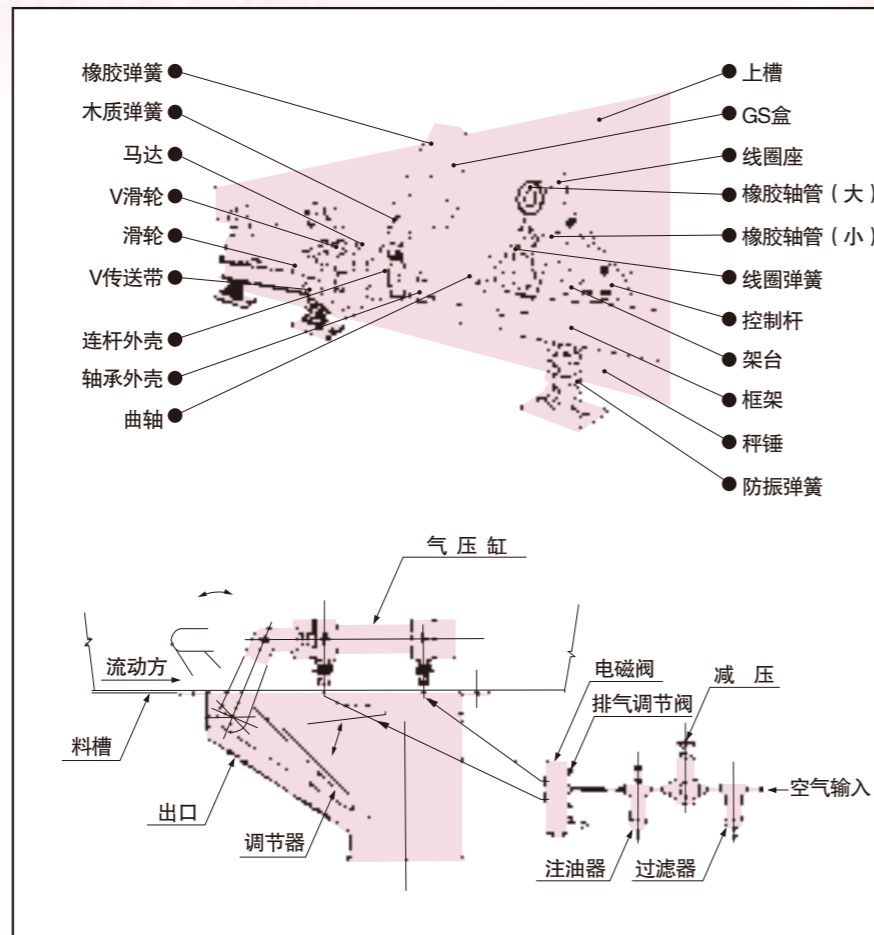 橡胶弹簧
木质弹簧
马达
V滑轮
滑轮
V传送带
连杆外壳
轴承外壳
曲轴
上槽
GS盒
线圈座
橡胶轴管（大）
橡胶轴管（小）
线圈弹簧
控制杆
架台
框架
秤锤
防振弹簧
气压缸
流动方
料槽
出口
调节器
电磁阀
排气调节阀
减 压
空气输入
注油器
过滤器